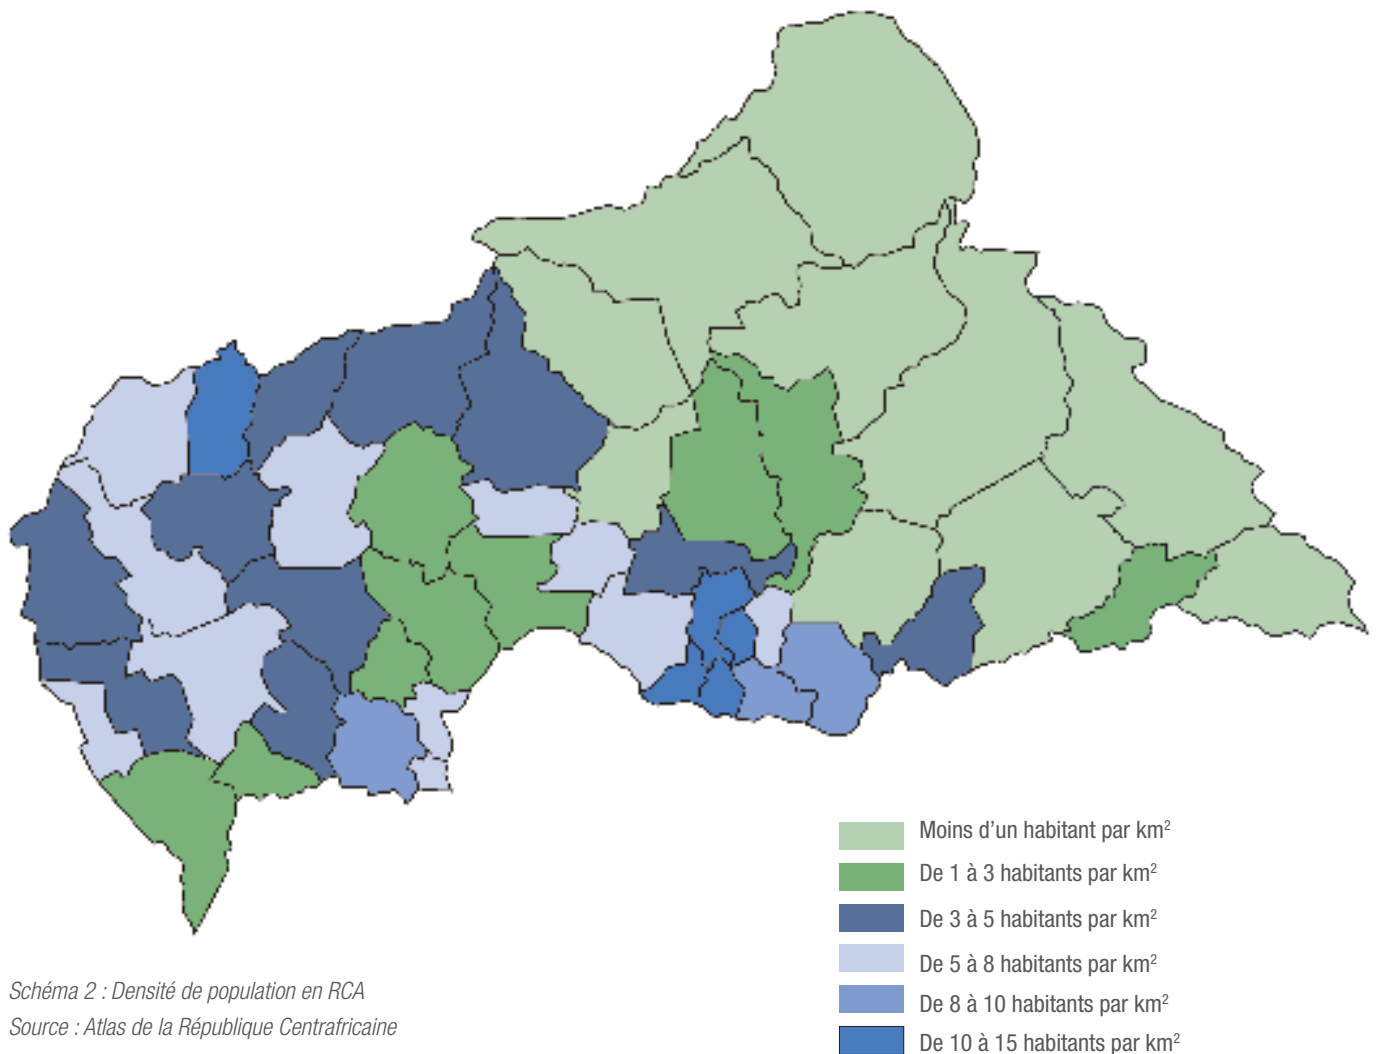 Moins d'un habitant par km²
De 1 à 3 habitants par km²
De 3 à 5 habitants par km²
De 5 à 8 habitants par km²
De 8 à 10 habitants par km²
De 10 à 15 habitants par km²
Schéma 2 : Densité de population en RCA
Source : Atlas de la République Centrafricaine